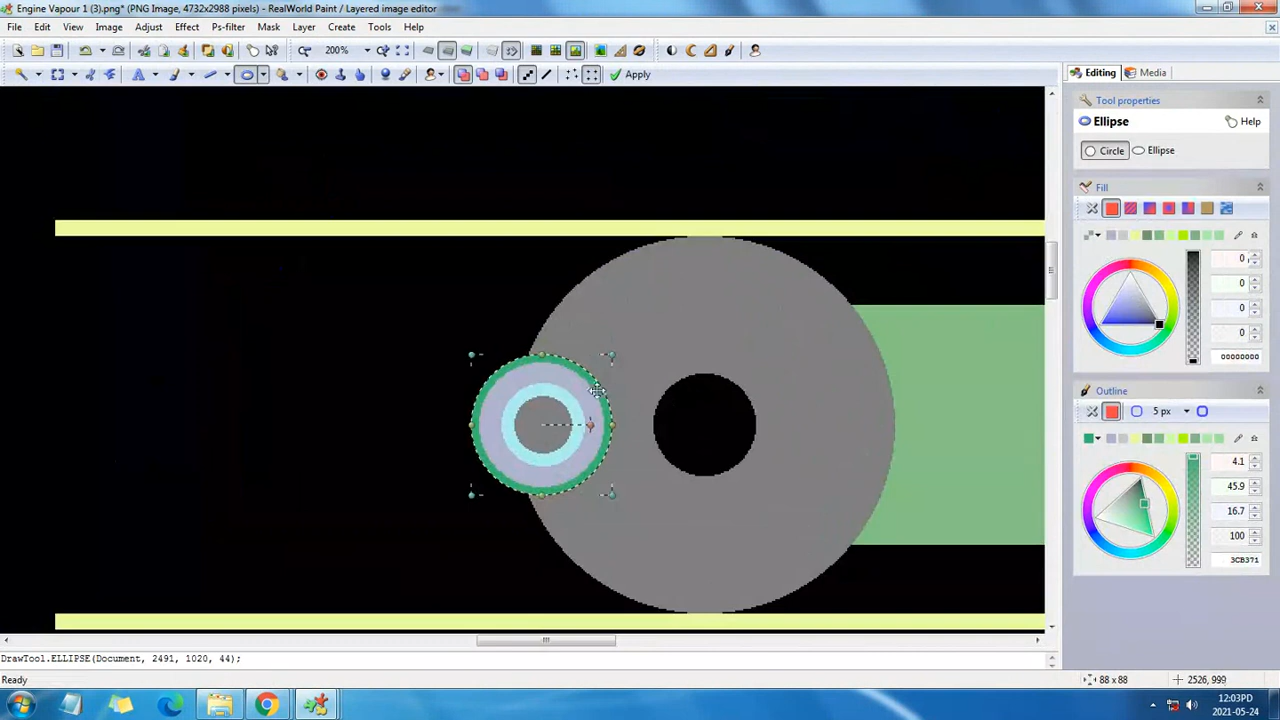 Engine Vapour 1 (3).png* (PNG Image, 4732x2988 pixels) - RealWorld Paint / Layered image editor
File Edit View Image Adjust Effect Ps-filter Mask Layer Create Tools Help
200%
Apply
Editing Media
Tool properties
Ellipse Help
Circle Ellipse
Fill
0
0
0
0
00000000
Outline
5 px
4.1
45.9
16.7
100
3CB371
DrawTool.ELLIPSE(Document, 2491, 1020, 44);
Ready 88 x 88 2526, 999
12:03PD
2021-05-24